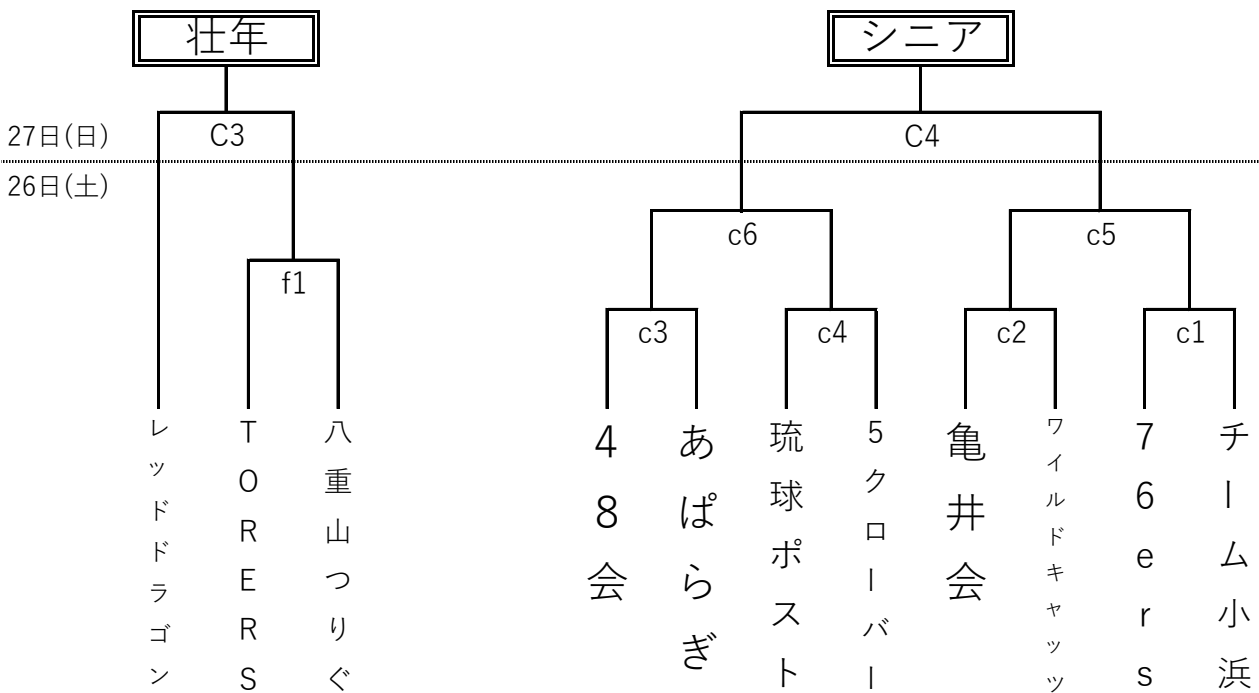 壮年
シニア
27日(日)
C3
C4
26日(土)
c6
c5
f1
c3
c4
c2
c1
レッドドラゴン
TORERS
八重山つりぐ
48会
あぱらぎ
琉球ポスト
5クローバー
亀井会
ワイルドキャッツ
76ers
チーム小浜